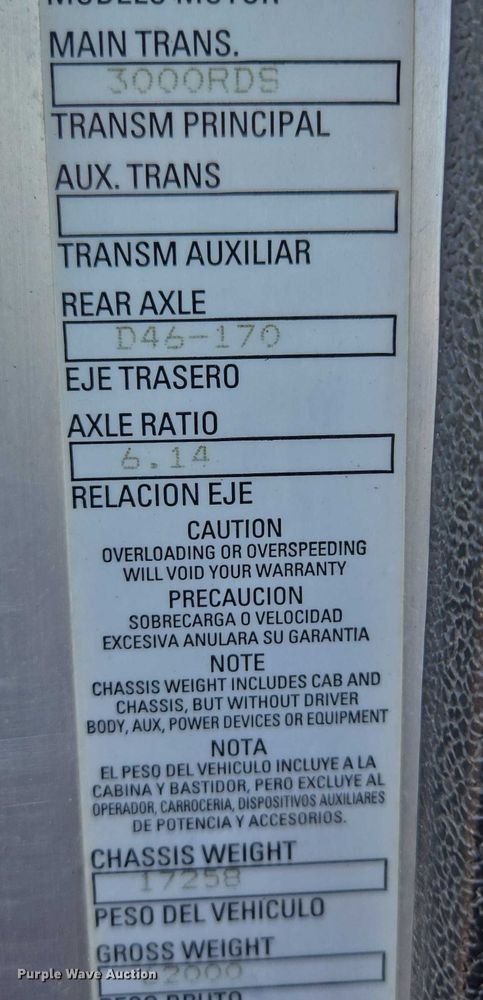 MODELO MOTOR
MAIN TRANS.
3000RDS
TRANSM PRINCIPAL
AUX. TRANS
TRANSM AUXILIAR
REAR AXLE
D46-170
EJE TRASERO
AXLE RATIO
6.14
RELACION EJE
CAUTION
OVERLOADING OR OVERSPEEDING
WILL VOID YOUR WARRANTY
PRECAUCION
SOBRECARGA O VELOCIDAD
EXCESIVA ANULARA SU GARANTIA
NOTE
CHASSIS WEIGHT INCLUDES CAB AND
CHASSIS, BUT WITHOUT DRIVER
BODY, AUX, POWER DEVICES OR EQUIPMENT
NOTA
EL PESO DEL VEHICULO INCLUYE A LA
CABINA Y BASTIDOR, PERO EXCLUYE AL
OPERADOR, CARROCERIA, DISPOSITIVOS AUXILIARES
DE POTENCIA Y ACCESORIOS.
CHASSIS WEIGHT
17258
PESO DEL VEHICULO
GROSS WEIGHT
PESO BRUTO
Purple Wave Auction